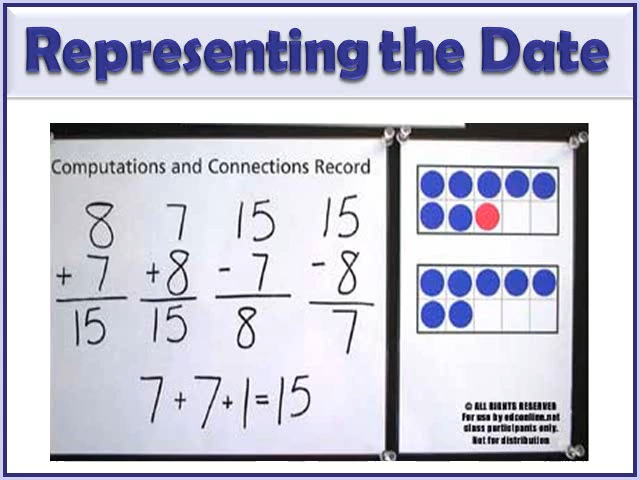 Representing the Date
Computations and Connections Record
8 7 15 15
+ 7 + 8 - 7 - 8
15 15 8 7
7 + 7 + 1 = 15
© ALL RIGHTS RESERVED
For use by edconline.net
class participants only.
Not for distribution